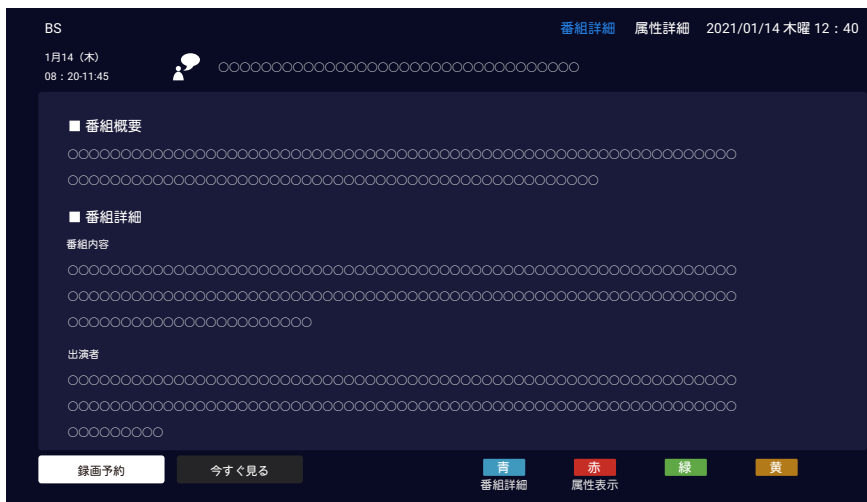 BS
番組詳細 属性詳細 2021/01/14 木曜 12：40
1月14（木）
08：20-11:45
○○○○○○○○○○○○○○○○○○○○○○○○○○○○○○○○○○
■ 番組概要
○○○○○○○○○○○○○○○○○○○○○○○○○○○○○○○○○○○○○○○○○○○○○○○○○○○○○○○○○○○○○○○
○○○○○○○○○○○○○○○○○○○○○○○○○○○○○○○○○○○○○○○○○○○○○○○○○○
■ 番組詳細
番組内容
○○○○○○○○○○○○○○○○○○○○○○○○○○○○○○○○○○○○○○○○○○○○○○○○○○○○○○○○○○○○○○○
○○○○○○○○○○○○○○○○○○○○○○○○○○○○○○○○○○○○○○○○○○○○○○○○○○○○○○○○○○○○○○○
○○○○○○○○○○○○○○○○○○○○○○○
出演者
○○○○○○○○○○○○○○○○○○○○○○○○○○○○○○○○○○○○○○○○○○○○○○○○○○○○○○○○○○○○○○○
○○○○○○○○○○○○○○○○○○○○○○○○○○○○○○○○○○○○○○○○○○○○○○○○○○○○○○○○○○○○○○○
○○○○○○○○○
録画予約 今すぐ見る 青 赤 緑 黄
番組詳細 属性表示